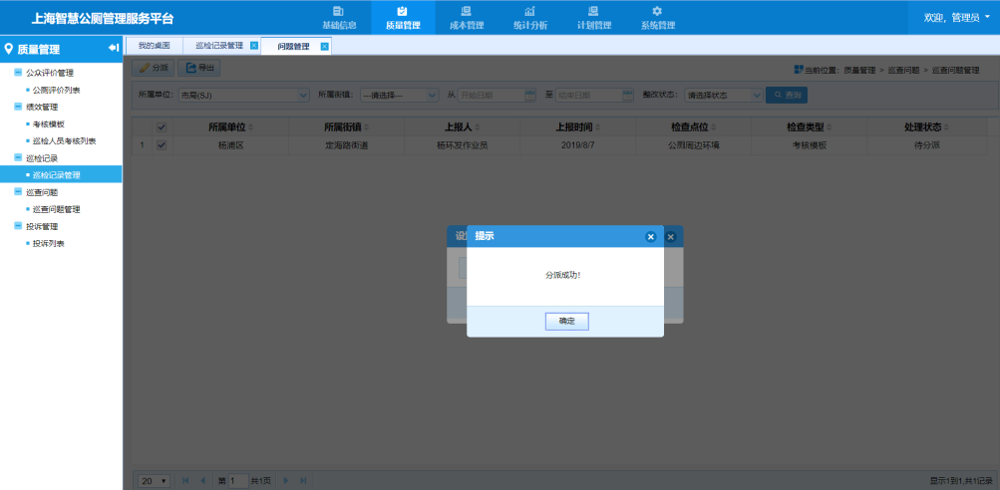 上海智慧公厕管理服务平台
基础信息 质量管理 成本管理 统计分析 计划管理 系统管理
欢迎, 管理员
质量管理
我的桌面 巡检记录管理 问题管理
公众评价管理
公厕评价列表
绩效管理
考核模板
巡检人员考核列表
巡检记录
巡检记录管理
巡查问题
巡查问题管理
投诉管理
投诉列表
分派 导出
当前位置: 质量管理 > 巡查问题 > 巡查问题管理
所属单位: 市局(SJ) 所属街镇: ---请选择--- 从 开始日期 至 结束日期 整改状态: 请选择状态 查询
所属单位 所属街镇 上报人 上报时间 检查点位 检查类型 处理状态
1 杨浦区 定海路街道 杨环发作业员 2019/8/7 公厕周边环境 考核模板 待分派
提示
分派成功!
确定
20 第 1 共1页
显示1到1,共1记录